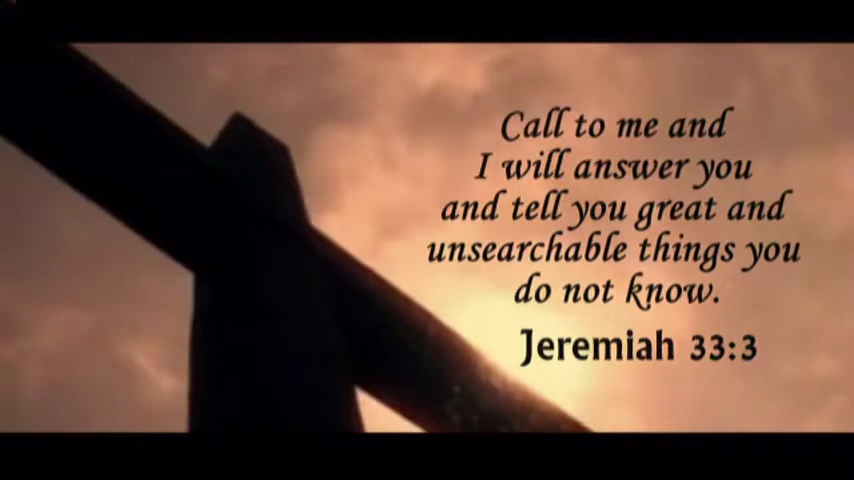 Call to me and
I will answer you
and tell you great and
unsearchable things you
do not know.
Jeremiah 33:3